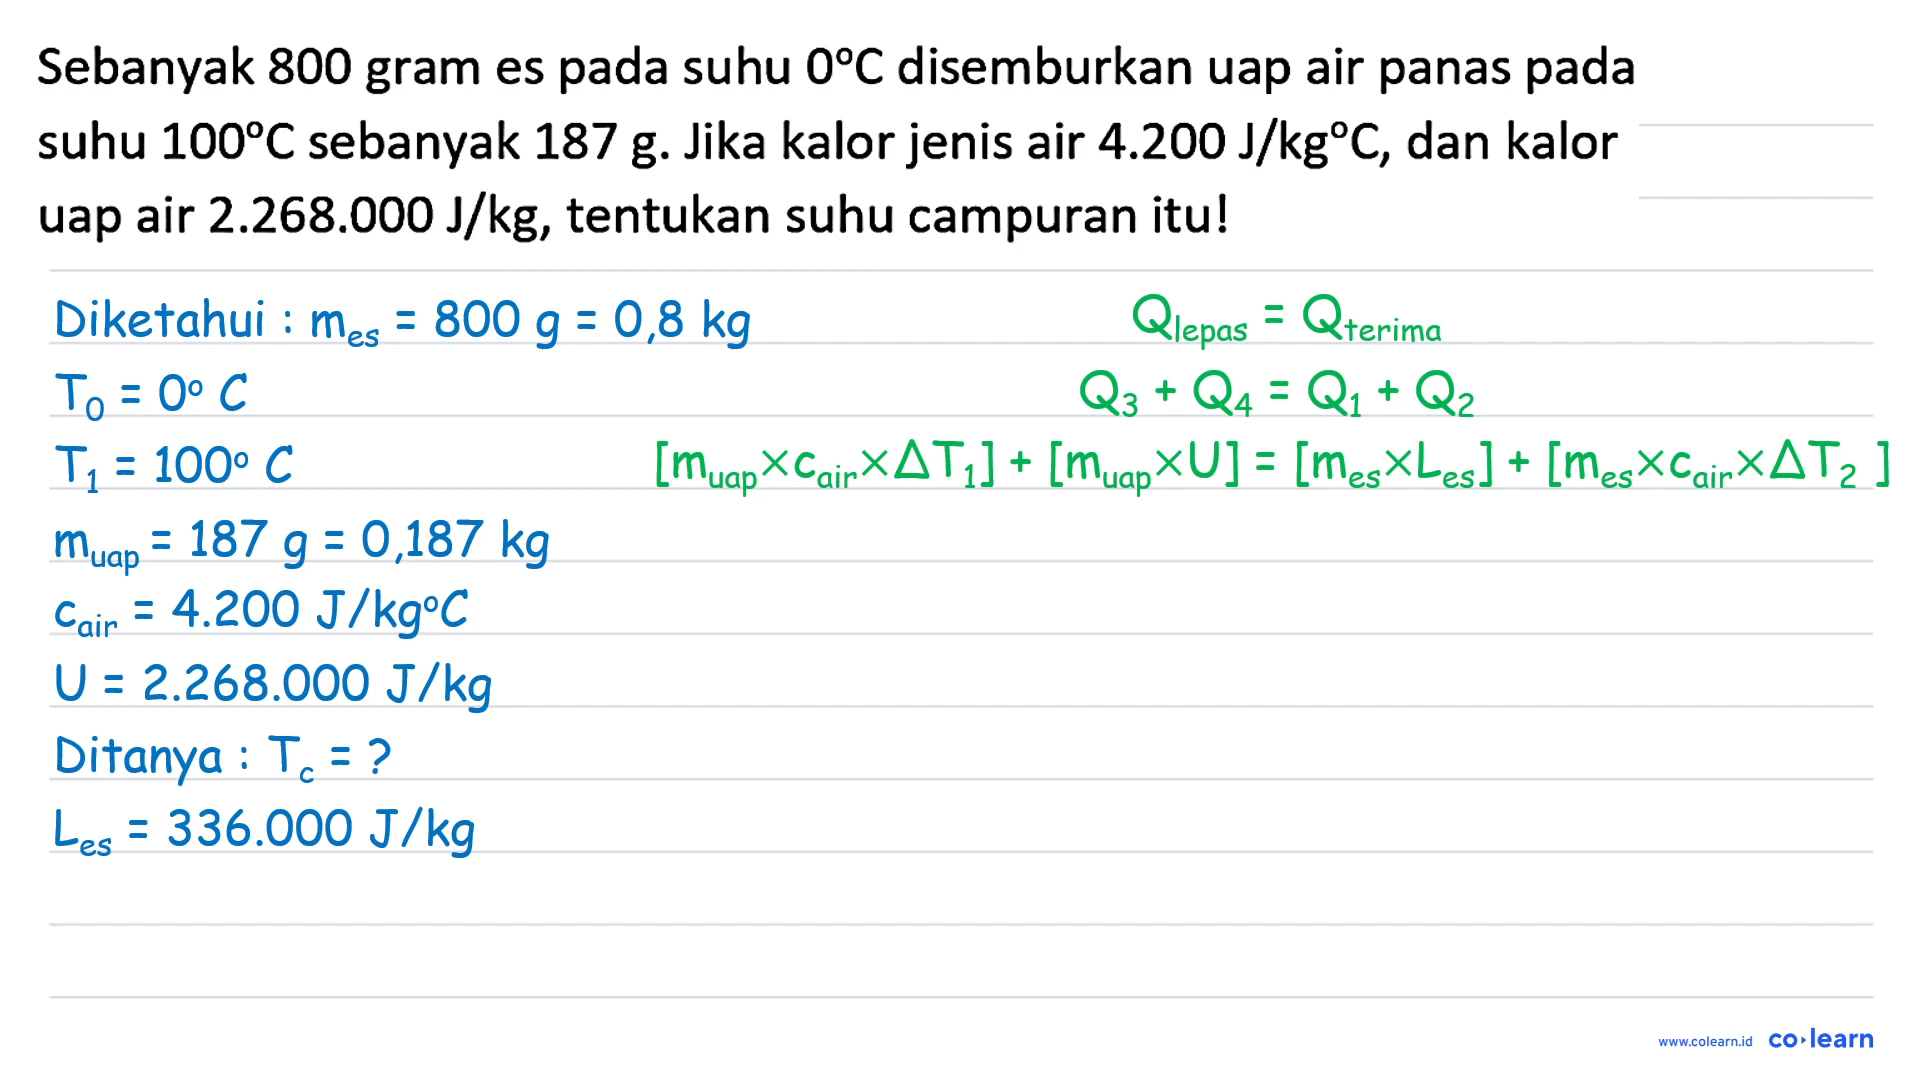 Sebanyak 800 gram es pada suhu 0°C disemburkan uap air panas pada
suhu 100°C sebanyak 187 g. Jika kalor jenis air 4.200 J/kg°C, dan kalor
uap air 2.268.000 J/kg, tentukan suhu campuran itu!
Diketahui : m_es = 800 g = 0,8 kg
T_0 = 0° C
T_1 = 100° C
m_uap = 187 g = 0,187 kg
c_air = 4.200 J/kg°C
U = 2.268.000 J/kg
Ditanya : T_c = ?
L_es = 336.000 J/kg
Q_lepas = Q_terima
Q_3 + Q_4 = Q_1 + Q_2
[m_uap×c_air×ΔT_1] + [m_uap×U] = [m_es×L_es] + [m_es×c_air×ΔT_2 ]
www.colearn.id co·learn